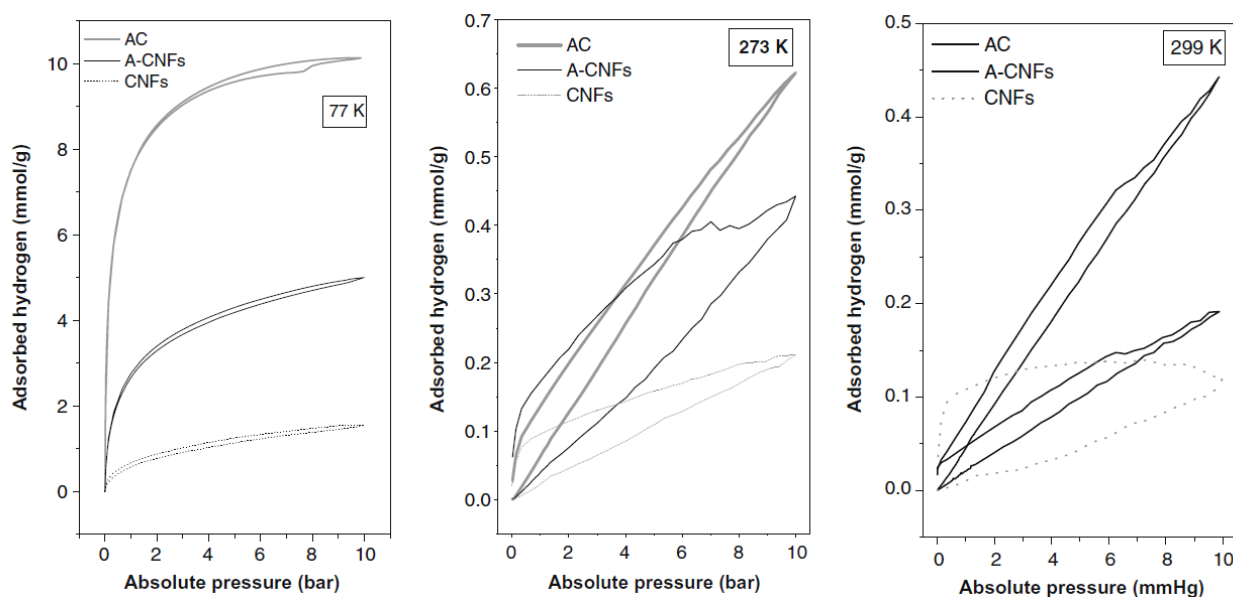 AC
A-CNFs
CNFs
77 K
Adsorbed hydrogen (mmol/g)
10
8
6
4
2
0
0 2 4 6 8 10
Absolute pressure (bar)
AC
A-CNFs
CNFs
273 K
Adsorbed hydrogen (mmol/g)
0.7
0.6
0.5
0.4
0.3
0.2
0.1
0.0
0 2 4 6 8 10
Absolute pressure (bar)
AC
A-CNFs
CNFs
299 K
Adsorbed hydrogen (mmol/g)
0.5
0.4
0.3
0.2
0.1
0.0
0 2 4 6 8 10
Absolute pressure (mmHg)